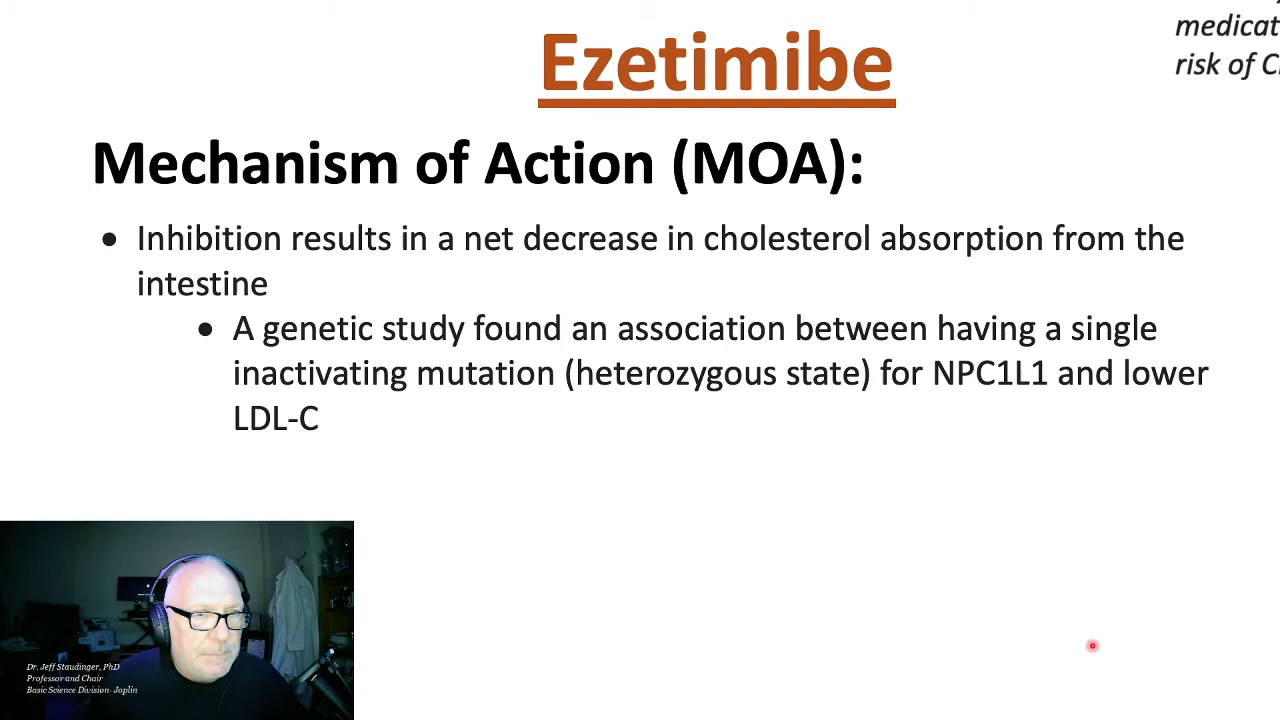 Ezetimibe
risk of
Mechanism of Action (MOA):
• Inhibition results in a net decrease in cholesterol absorption from the
intestine
• A genetic study found an association between having a single
inactivating mutation (heterozygous state) for NPC1L1 and lower
LDL-C
Dr. Jeff Staudinger, PhD
Professor and Chair
Basic Science Division- Joplin